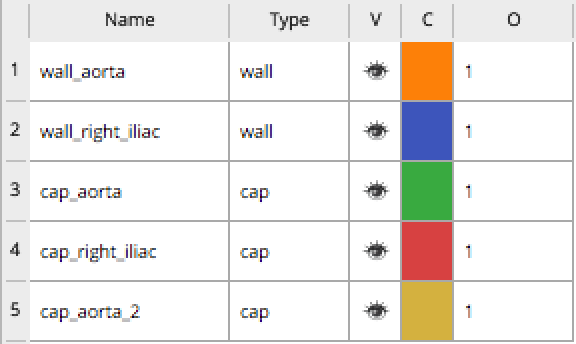 Name Type V C O
1 wall_aorta wall 1
2 wall_right_iliac wall 1
3 cap_aorta cap 1
4 cap_right_iliac cap 1
5 cap_aorta_2 cap 1